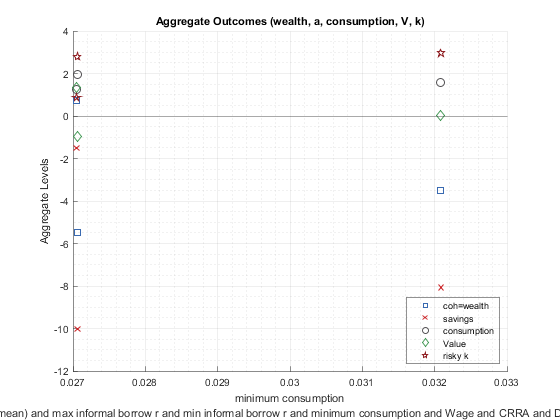 Aggregate Outcomes (wealth, a, consumption, V, k)
4
2
0
-2
-4
-6
-8
-10
-12
Aggregate Levels
coh=wealth
savings
consumption
Value
risky k
0.027 0.028 0.029 0.03 0.031 0.032 0.033
minimum consumption
mean) and max informal borrow r and min informal borrow r and minimum consumption and Wage and CRRA and